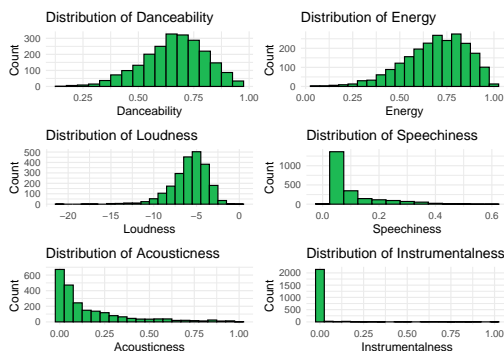 Distribution of Danceability
Count
300
200
100
0
0.25
0.50
0.75
1.00
Danceability
Distribution of Energy
Count
200
100
0
0.00
0.25
0.50
0.75
1.00
Energy
Distribution of Loudness
Count
500
400
300
200
100
0
−20
−15
−10
−5
0
Loudness
Distribution of Speechiness
Count
1000
500
0
0.0
0.2
0.4
0.6
Speechiness
Distribution of Acousticness
Count
600
400
200
0
0.00
0.25
0.50
0.75
1.00
Acousticness
Distribution of Instrumentalness
Count
2000
1500
1000
500
0
0.00
0.25
0.50
0.75
1.00
Instrumentalness